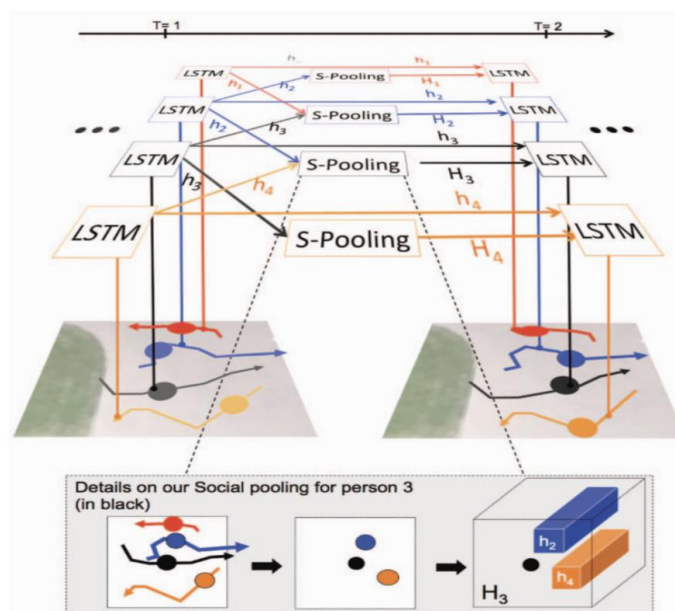 T= 1 T= 2
h_ h₁
LSTM h₁ h₂ S-Pooling H₁ LSTM
h₂
LSTM h₂ h₃ S-Pooling H₂ LSTM
h₃
LSTM h₃ h₄ S-Pooling H₃ LSTM
h₄
LSTM S-Pooling H₄ LSTM
Details on our Social pooling for person 3
(in black)
h₂
h₄
H₃